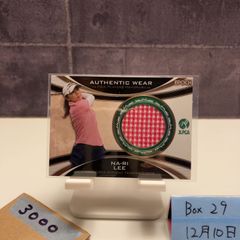 AUTHENTIC WEAR
EPOCH
JLPGA
NA-RI
LEE
3000
Box 29
12月10日